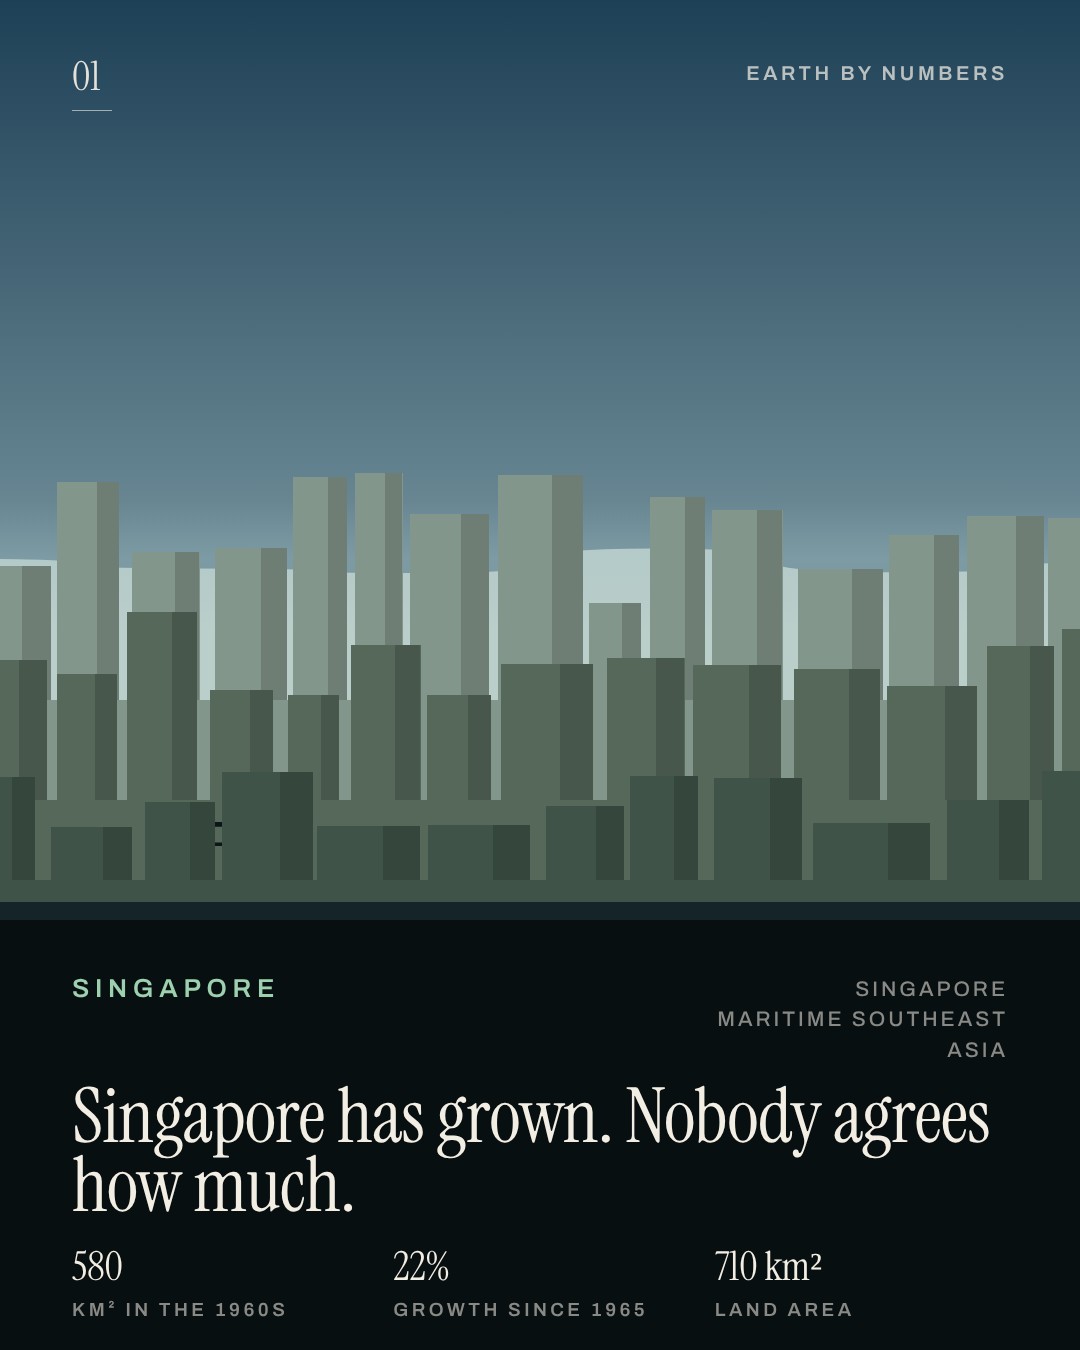 01
EARTH BY NUMBERS
SINGAPORE
SINGAPORE
MARITIME SOUTHEAST
ASIA
Singapore has grown. Nobody agrees
how much.
580
22%
710 km²
KM² IN THE 1960S
GROWTH SINCE 1965
LAND AREA